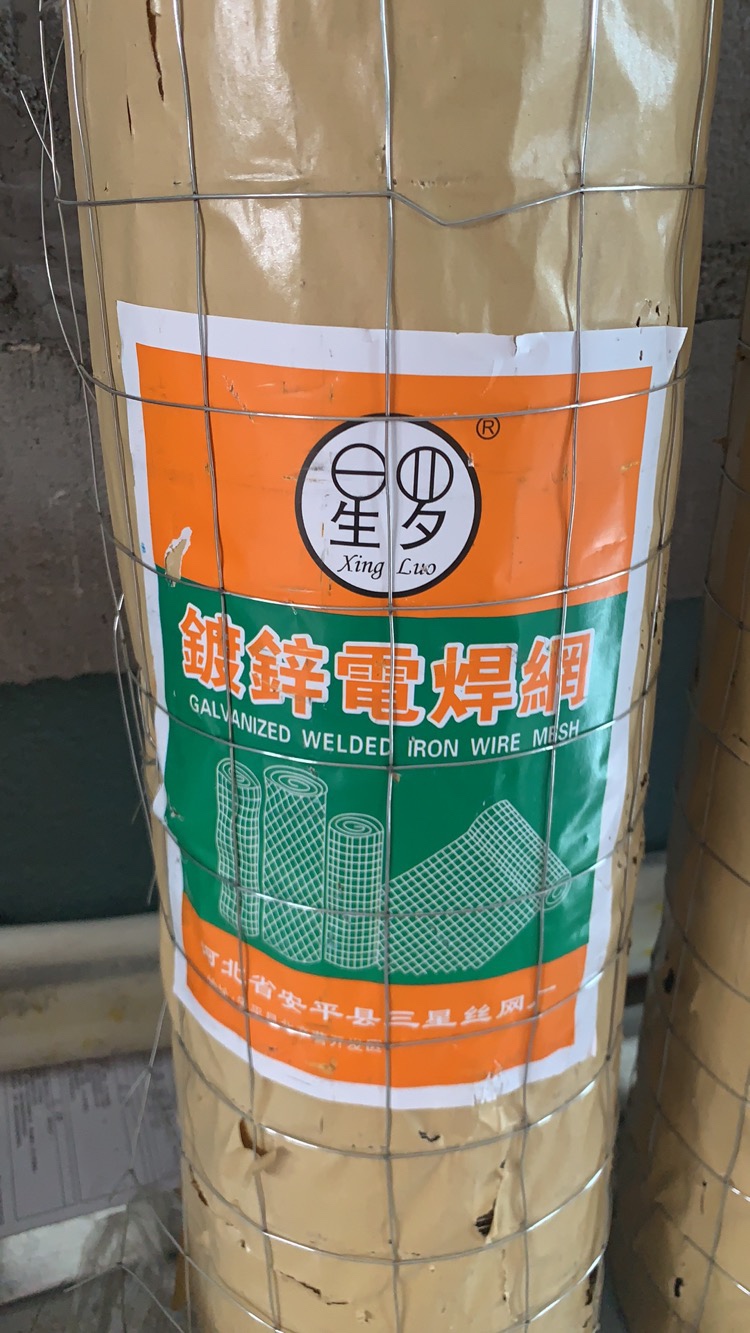 ®
星罗
Xing Luo
鍍鋅電焊網
GALVANIZED WELDED IRON WIRE MESH
河北省安平县三星丝网厂